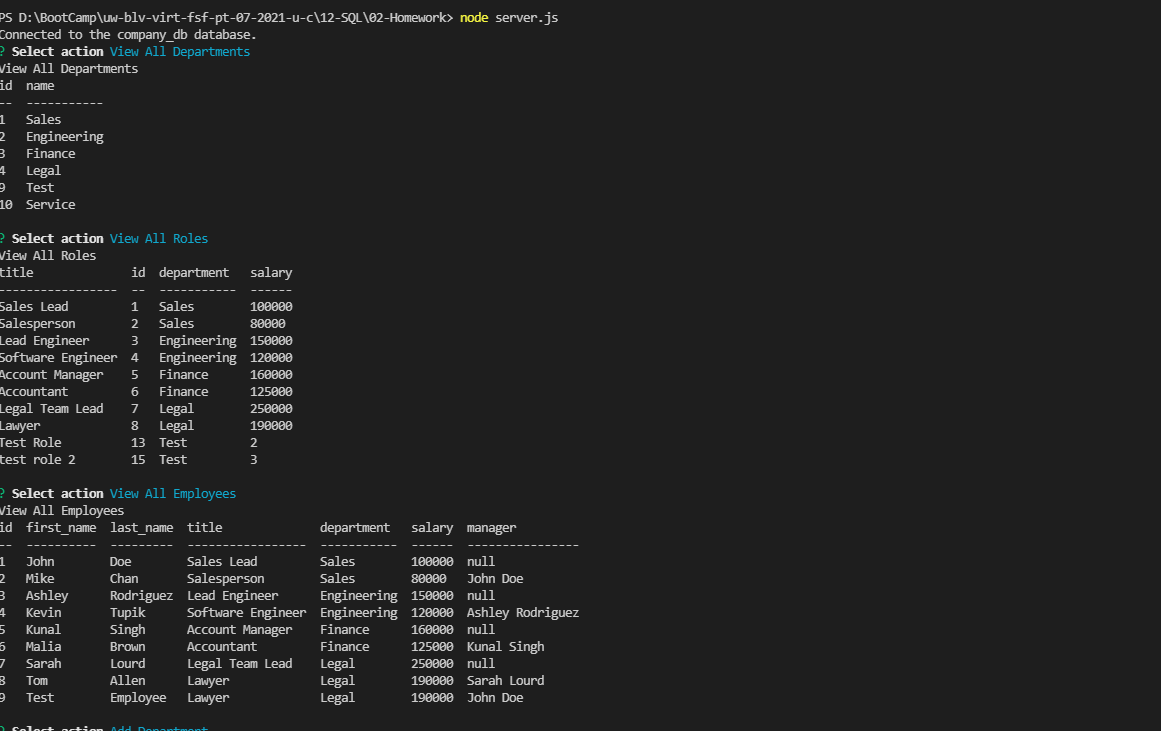 PS D:\BootCamp\uw-blv-virt-fsf-pt-07-2021-u-c\12-SQL\02-Homework> node server.js
Connected to the company_db database.
? Select action View All Departments
View All Departments
id  name
--  -----------
1   Sales
2   Engineering
3   Finance
4   Legal
9   Test
10  Service
? Select action View All Roles
View All Roles
title              id  department   salary
-----------------  --  -----------  ------
Sales Lead         1   Sales        100000
Salesperson        2   Sales        80000
Lead Engineer      3   Engineering  150000
Software Engineer  4   Engineering  120000
Account Manager    5   Finance      160000
Accountant         6   Finance      125000
Legal Team Lead    7   Legal        250000
Lawyer             8   Legal        190000
Test Role          13  Test         2
test role 2        15  Test         3
? Select action View All Employees
View All Employees
id  first_name  last_name  title              department   salary  manager
--  ----------  ---------  -----------------  -----------  ------  ----------------
1   John        Doe        Sales Lead         Sales        100000  null
2   Mike        Chan       Salesperson        Sales        80000   John Doe
3   Ashley      Rodriguez  Lead Engineer      Engineering  150000  null
4   Kevin       Tupik      Software Engineer  Engineering  120000  Ashley Rodriguez
5   Kunal       Singh      Account Manager    Finance      160000  null
6   Malia       Brown      Accountant         Finance      125000  Kunal Singh
7   Sarah       Lourd      Legal Team Lead    Legal        250000  null
8   Tom         Allen      Lawyer             Legal        190000  Sarah Lourd
9   Test        Employee   Lawyer             Legal        190000  John Doe
? Select action Add Department